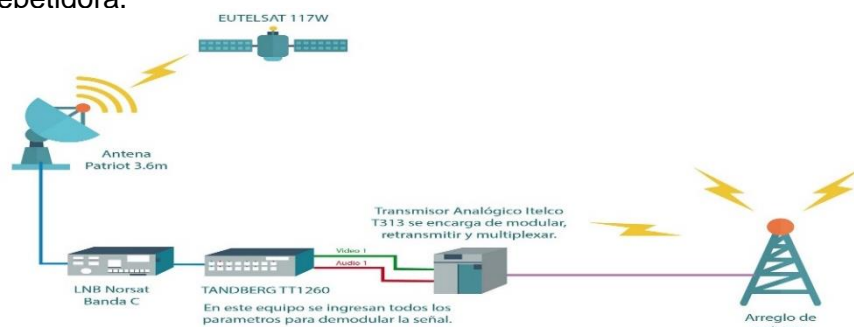 ebetidora.
EUTELSAT 117W
Antena
Patriot 3.6m
Transmisor Analógico Itelco
T313 se encarga de modular,
retransmitir y multiplexar.
Video 1
Audio 1
LNB Norsat
Banda C
TANDBERG TT1260
En este equipo se ingresan todos los
parametros para demodular la señal.
Arreglo de